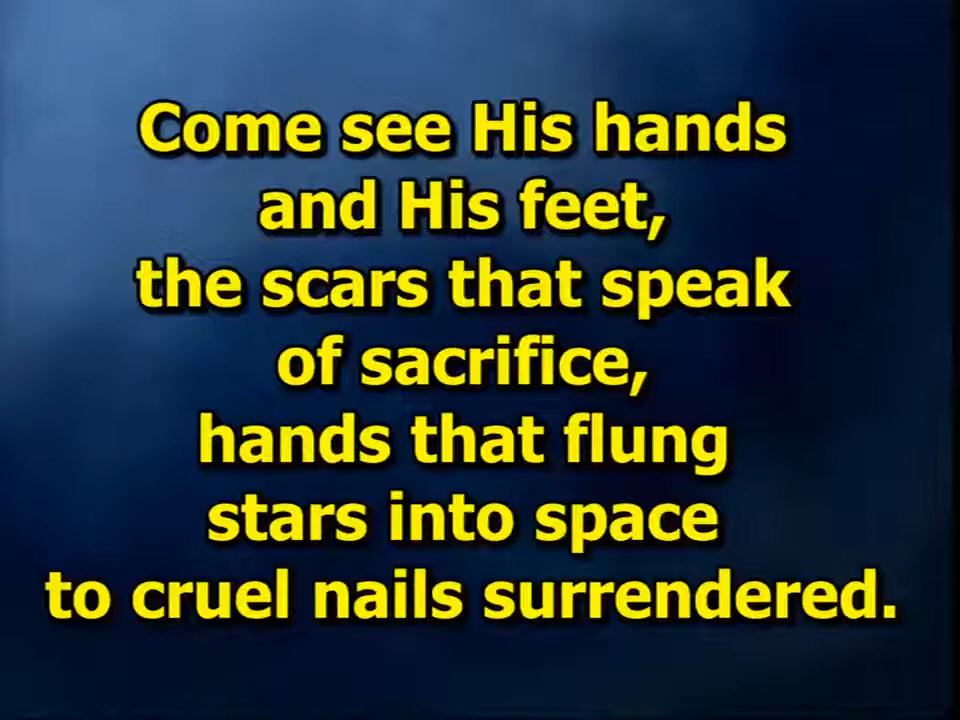 Come see His hands
and His feet,
the scars that speak
of sacrifice,
hands that flung
stars into space
to cruel nails surrendered.